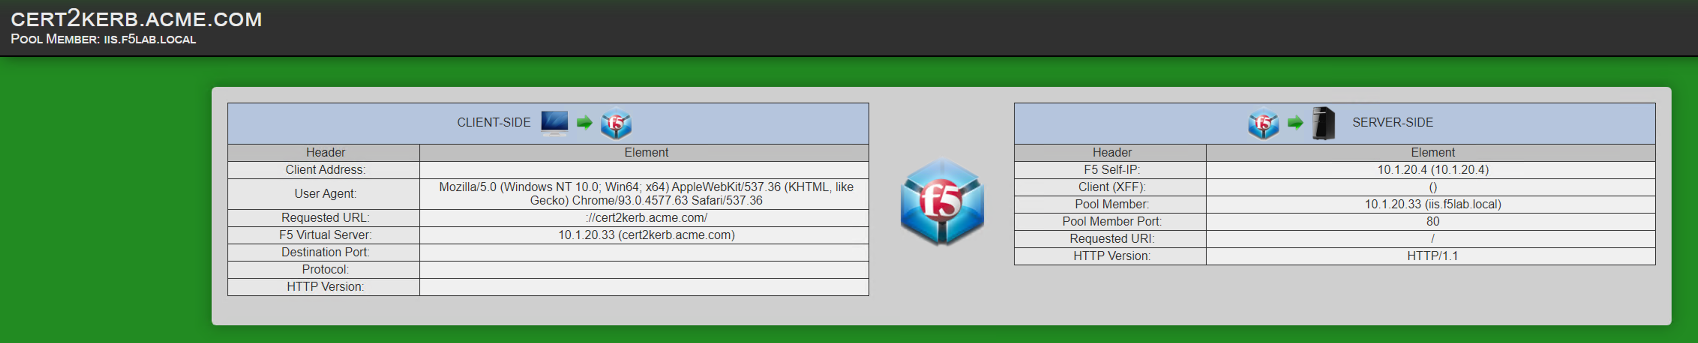 CERT2KERB.ACME.COM
POOL MEMBER: IIS.F5LAB.LOCAL
CLIENT-SIDE f5
Header Element
Client Address:
User Agent: Mozilla/5.0 (Windows NT 10.0; Win64; x64) AppleWebKit/537.36 (KHTML, like
Gecko) Chrome/93.0.4577.63 Safari/537.36
Requested URL: ://cert2kerb.acme.com/
F5 Virtual Server: 10.1.20.33 (cert2kerb.acme.com)
Destination Port:
Protocol:
HTTP Version:
f5
f5 SERVER-SIDE
Header Element
F5 Self-IP: 10.1.20.4 (10.1.20.4)
Client (XFF): ()
Pool Member: 10.1.20.33 (iis.f5lab.local)
Pool Member Port: 80
Requested URI: /
HTTP Version: HTTP/1.1